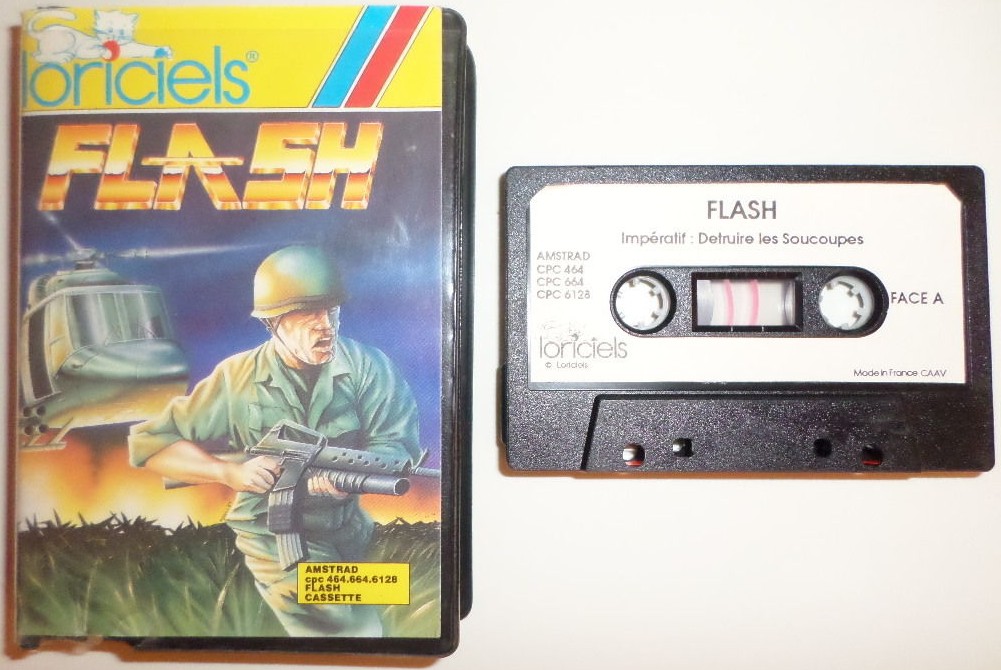 loriciels®
FLASH
AMSTRAD
cpc 464.664.6128
FLASH
CASSETTE
FLASH
Impératif : Detruire les Soucoupes
AMSTRAD
CPC 464
CPC 664
CPC 6128
FACE A
loriciels
© Loriciels
Made in France CAAV